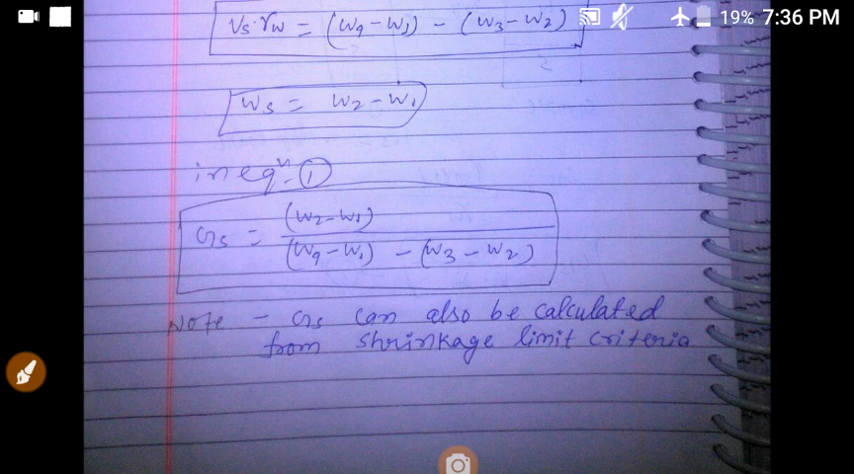 19% 7:36 PM
Vs.γw = (W4-W1) - (W3-W2)
Ws = W2-W1
in eqn.①
Gs = (W2-W1) / (W4-W1) - (W3-W2)
Note - Gs can also be calculated
from shrinkage limit criteria